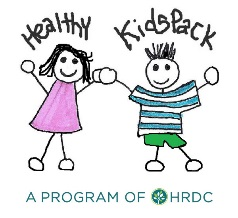 Healthy KidsPack
A PROGRAM OF HRDC